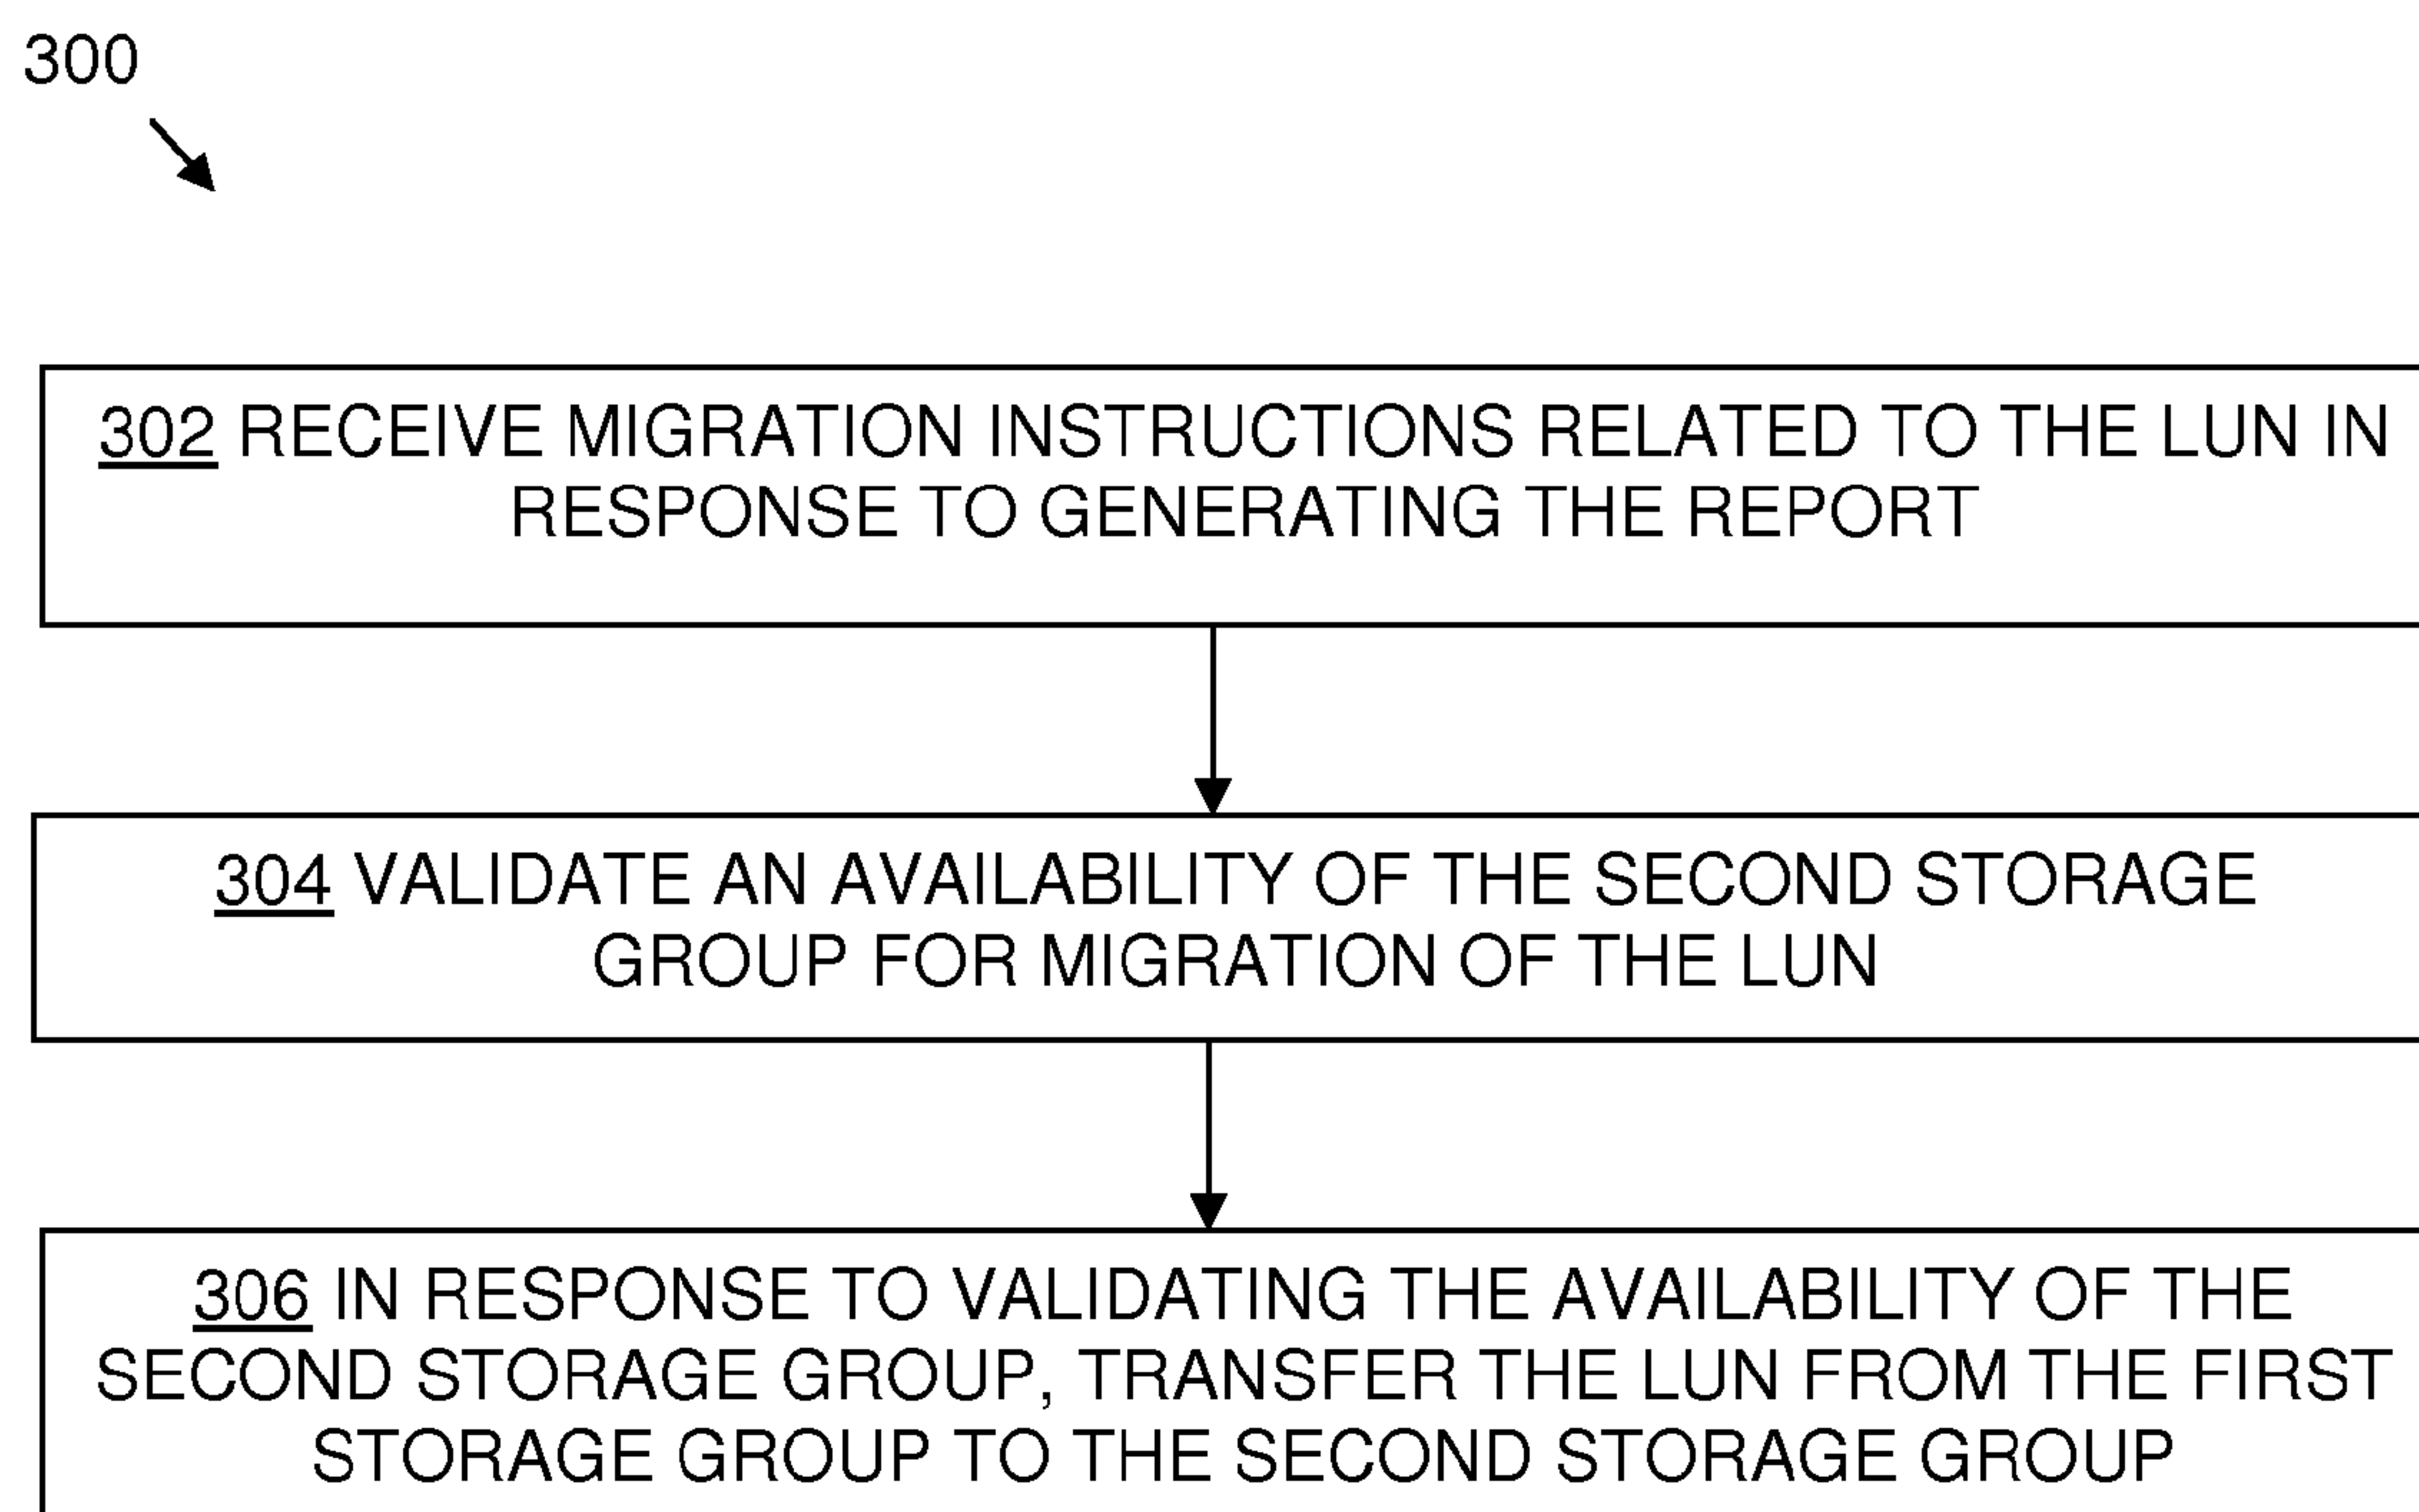 300
302 RECEIVE MIGRATION INSTRUCTIONS RELATED TO THE LUN IN
RESPONSE TO GENERATING THE REPORT
304 VALIDATE AN AVAILABILITY OF THE SECOND STORAGE
GROUP FOR MIGRATION OF THE LUN
306 IN RESPONSE TO VALIDATING THE AVAILABILITY OF THE
SECOND STORAGE GROUP, TRANSFER THE LUN FROM THE FIRST
STORAGE GROUP TO THE SECOND STORAGE GROUP